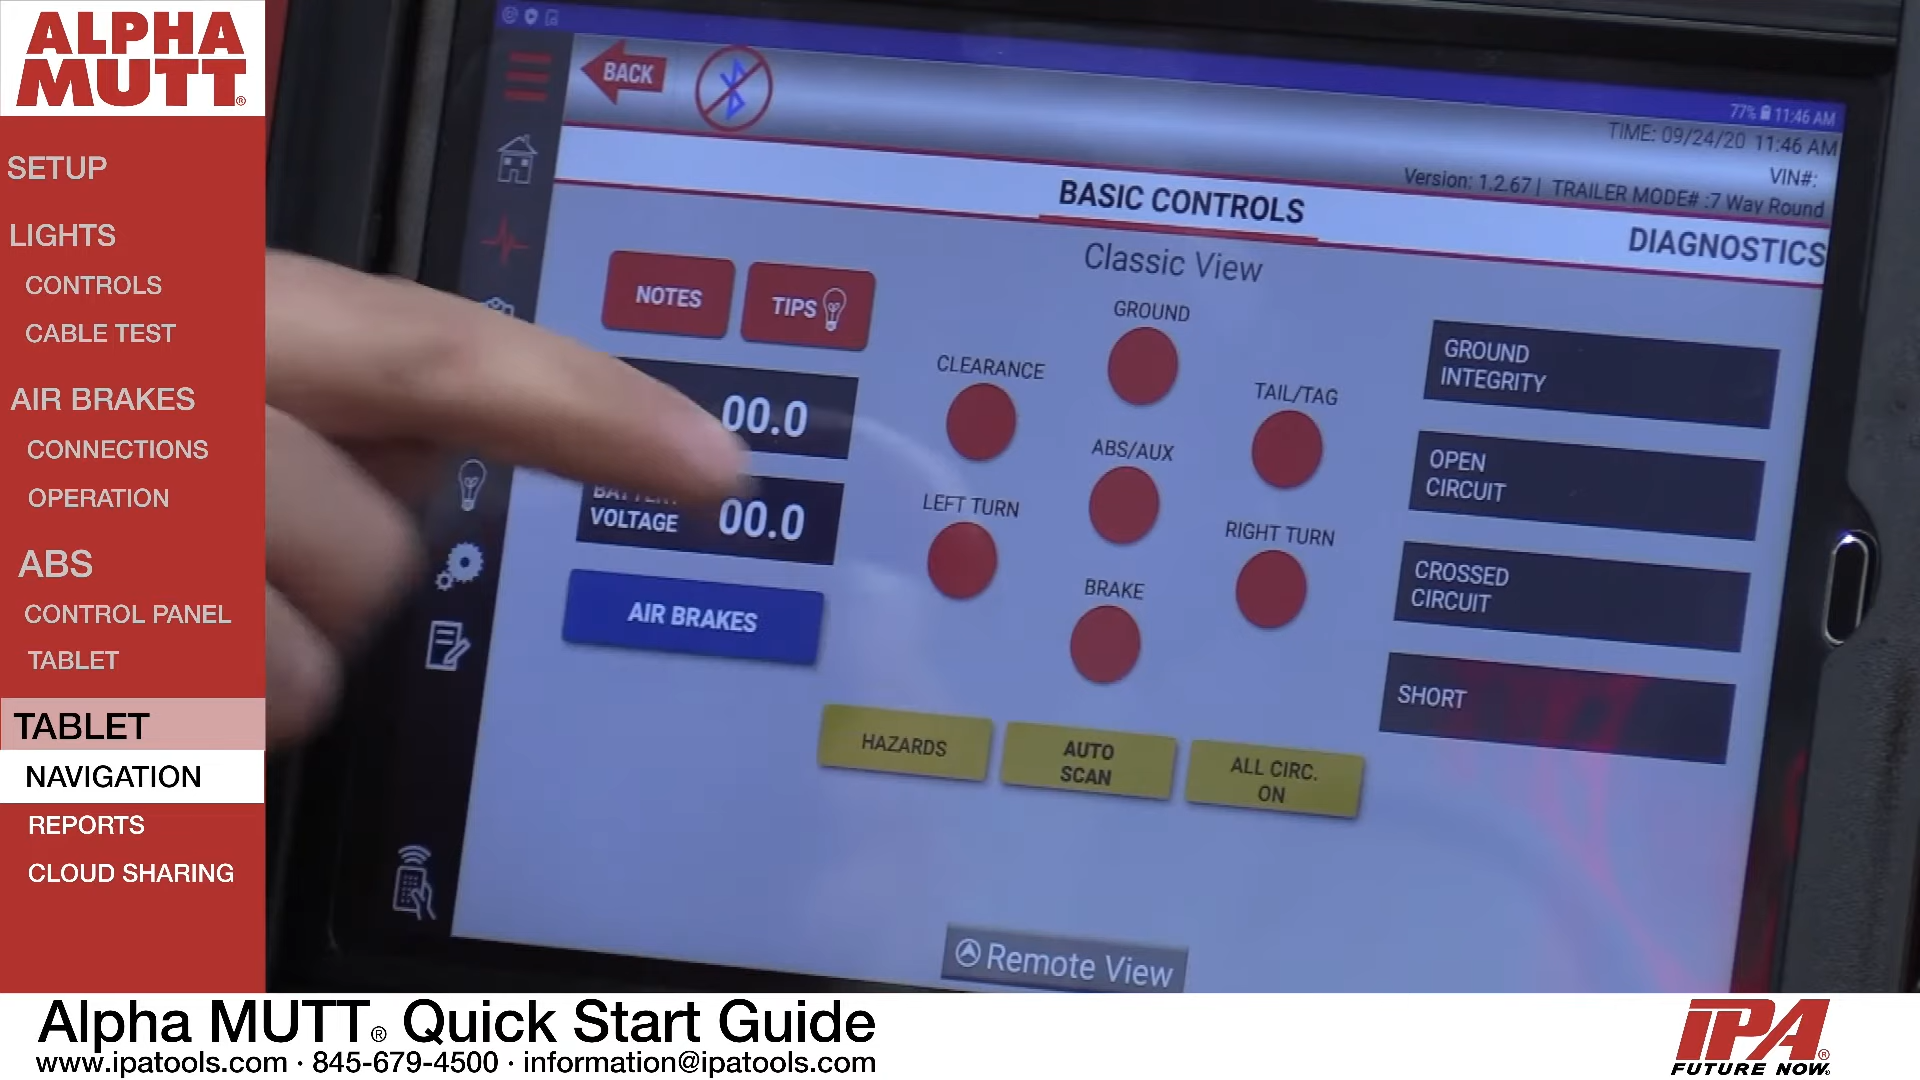 ALPHA
MUTT®
SETUP
LIGHTS
CONTROLS
CABLE TEST
AIR BRAKES
CONNECTIONS
OPERATION
ABS
CONTROL PANEL
TABLET
TABLET
NAVIGATION
REPORTS
CLOUD SHARING
BACK
77% 11:46 AM
TIME: 09/24/20 11:46 AM
VIN#:
Version: 1.2.67 | TRAILER MODE# :7 Way Round
BASIC CONTROLS
DIAGNOSTICS
Classic View
NOTES
TIPS
00.0
BATTERY
VOLTAGE
00.0
AIR BRAKES
GROUND
CLEARANCE
TAIL/TAG
ABS/AUX
LEFT TURN
RIGHT TURN
BRAKE
HAZARDS
AUTO
SCAN
ALL CIRC.
ON
GROUND
INTEGRITY
OPEN
CIRCUIT
CROSSED
CIRCUIT
SHORT
Remote View
Alpha MUTT® Quick Start Guide
www.ipatools.com · 845-679-4500 · information@ipatools.com
IPA®
FUTURE NOW.